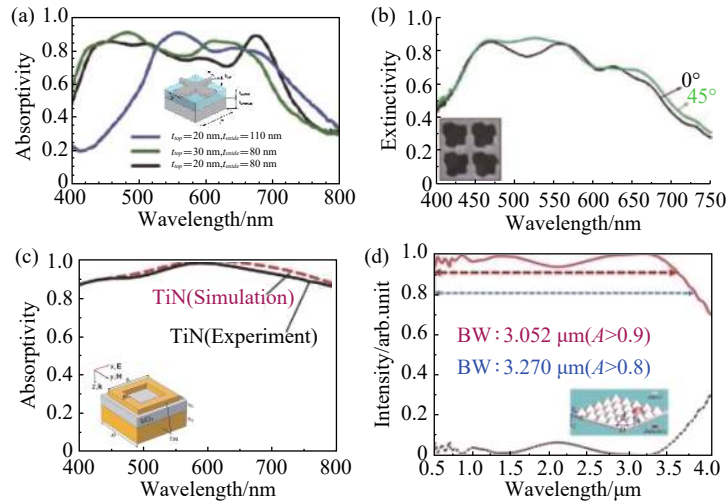 (a)
1.0
0.8
0.6
0.4
0.2
0
Absorptivity
t_top=20 nm,t_oxide=110 nm
t_top=30 nm,t_oxide=80 nm
t_top=20 nm,t_oxide=80 nm
400 500 600 700 800
Wavelength/nm
(b)
1.0
0.8
0.6
0.4
0.2
0
Extinctivity
0°
45°
400 450 500 550 600 650 700 750
Wavelength/nm
(c)
1.0
0.8
0.6
0.4
0.2
0
Absorptivity
TiN(Simulation)
TiN(Experiment)
x,E
y,H
z,k
400 500 600 700 800
Wavelength/nm
(d)
1.0
0.8
0.6
0.4
0.2
0
Intensity/arb.unit
BW:3.052 μm(A>0.9)
BW:3.270 μm(A>0.8)
0.5 1.0 1.5 2.0 2.5 3.0 3.5 4.0
Wavelength/μm